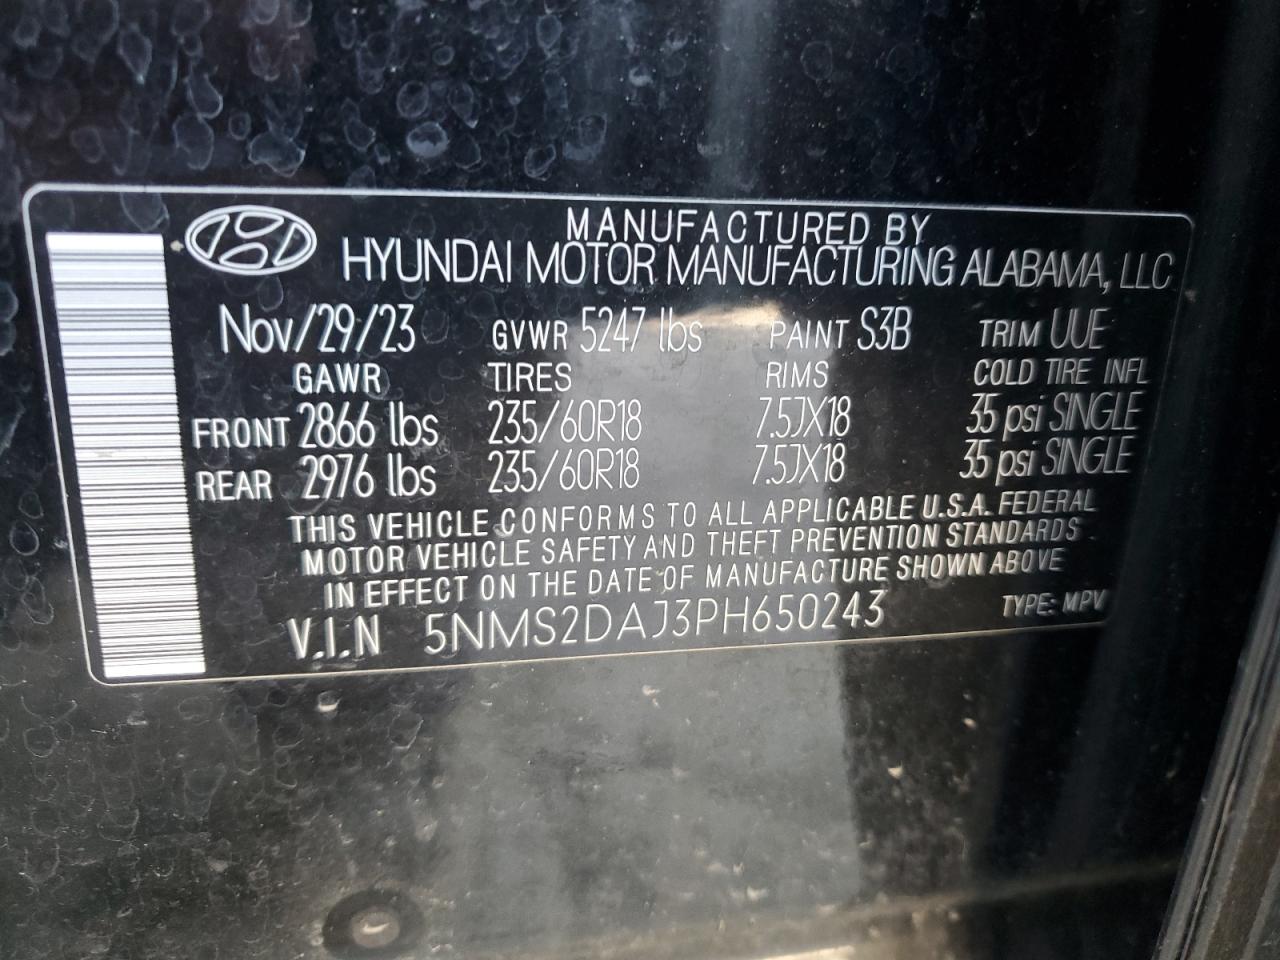 MANUFACTURED BY
HYUNDAI MOTOR MANUFACTURING ALABAMA, LLC
Nov/29/23 GVWR 5247 lbs PAINT S3B TRIM UUE
GAWR TIRES RIMS COLD TIRE INFL
FRONT 2866 lbs 235/60R18 7.5JX18 35 psi SINGLE
REAR 2976 lbs 235/60R18 7.5JX18 35 psi SINGLE
THIS VEHICLE CONFORMS TO ALL APPLICABLE U.S.A. FEDERAL
MOTOR VEHICLE SAFETY AND THEFT PREVENTION STANDARDS
IN EFFECT ON THE DATE OF MANUFACTURE SHOWN ABOVE
V.I.N 5NMS2DAJ3PH650243 TYPE: MPV